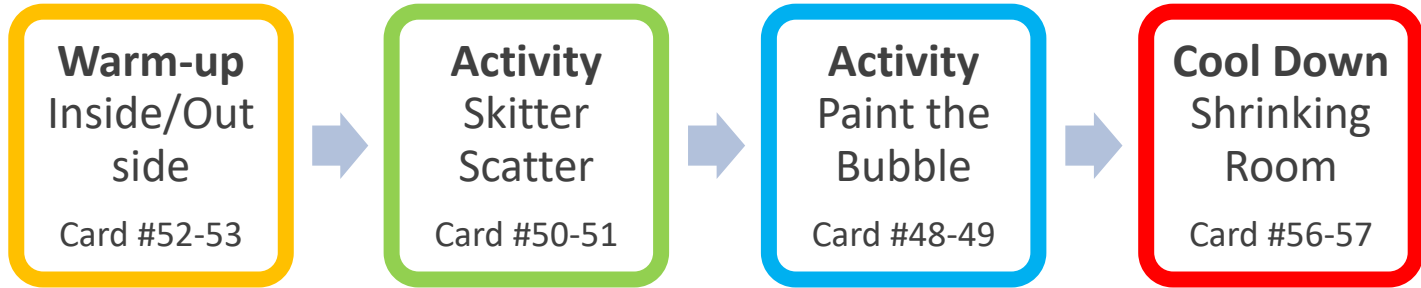 Warm-up
Inside/Out
side
Card #52-53
Activity
Skitter
Scatter
Card #50-51
Activity
Paint the
Bubble
Card #48-49
Cool Down
Shrinking
Room
Card #56-57